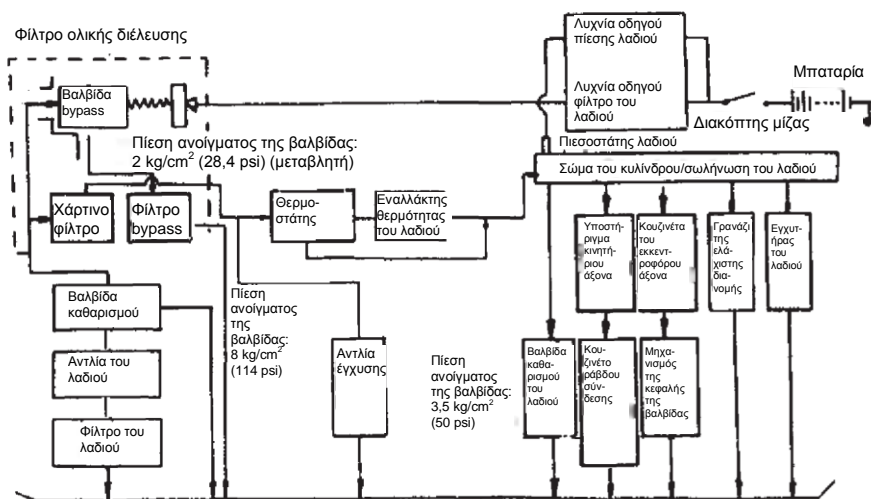 Φίλτρο ολικής διέλευσης
Βαλβίδα
bypass
Πίεση ανοίγματος της βαλβίδας:
2 kg/cm² (28,4 psi) (μεταβλητή)
Χάρτινο
φίλτρο
Φίλτρο
bypass
Βαλβίδα
καθαρισμού
Αντλία του
λαδιού
Φίλτρο του
λαδιού
Πίεση
ανοίγματος
της
βαλβίδας:
8 kg/cm²
(114 psi)
Θερμο-
στάτης
Εναλλάκτης
θερμότητας
του λαδιού
Αντλία
έγχυσης
Λυχνία οδηγού
πίεσης λαδιού
Λυχνία οδηγού
φίλτρο του
λαδιού
Μπαταρία
Διακόπτης μίζας
Πιεσοστάτης λαδιού
Σώμα του κυλίνδρου/σωλήνωση του λαδιού
Υποστή-
ριγμα
κινητή-
ριου
άξονα
Κουζινέτα
του
εκκεντ-
ροφόρου
άξονα
Γρανάζι
της
ελά-
χιστης
δια-
νομής
Εγχυτή-
ρας
του
λαδιού
Πίεση
ανοίγματος
της βαλβίδας:
3,5 kg/cm²
(50 psi)
Βαλβίδα
καθα-
ρισμού
του
λαδιού
Κου-
ζινέτο
ράβδου
σύν-
δεσης
Μηχα-
νισμός
της
κεφαλής
της
βαλβίδας